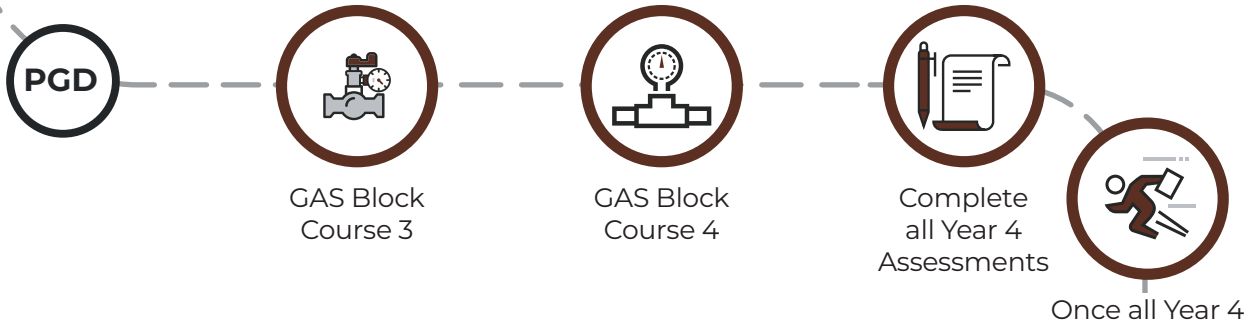 PGD
GAS Block
Course 3
GAS Block
Course 4
Complete
all Year 4
Assessments
Once all Year 4